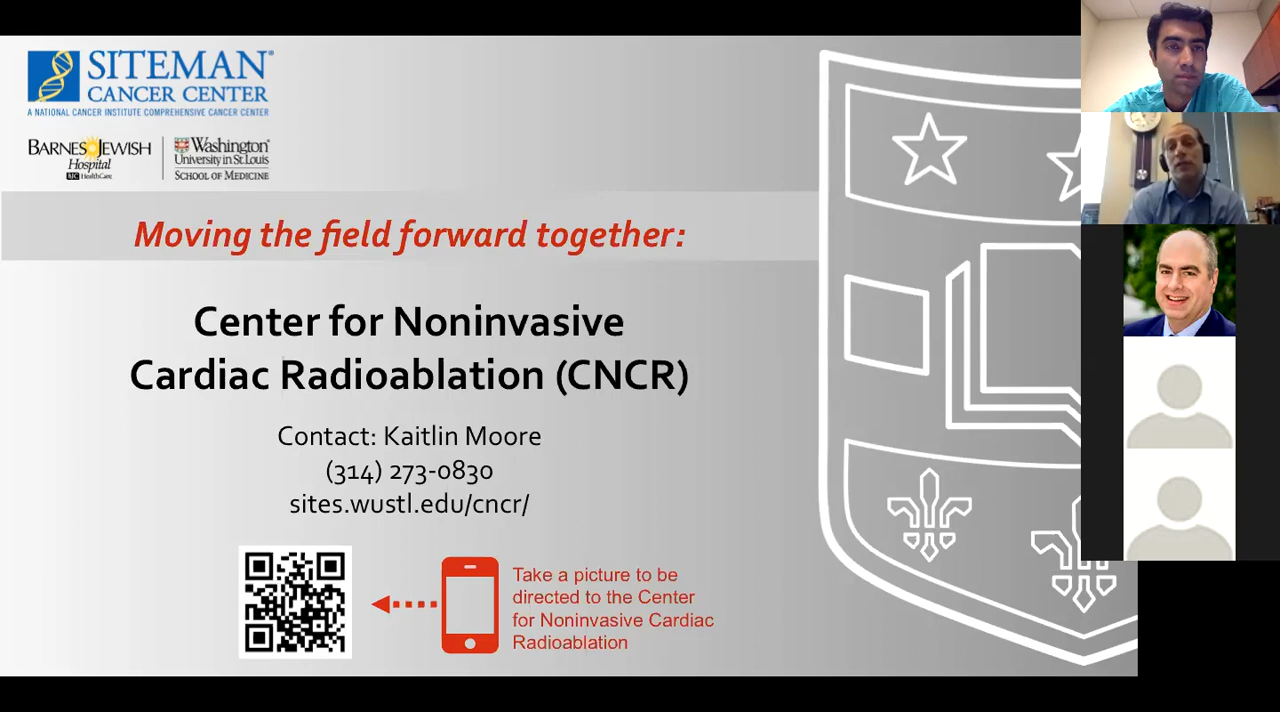 SITEMAN®
CANCER CENTER
A NATIONAL CANCER INSTITUTE COMPREHENSIVE CANCER CENTER
BARNES JEWISH
Hospital
BJC HealthCare
Washington
University in St. Louis
SCHOOL OF MEDICINE
Moving the field forward together:
Center for Noninvasive
Cardiac Radioablation (CNCR)
Contact: Kaitlin Moore
(314) 273-0830
sites.wustl.edu/cncr/
Take a picture to be
directed to the Center
for Noninvasive Cardiac
Radioablation